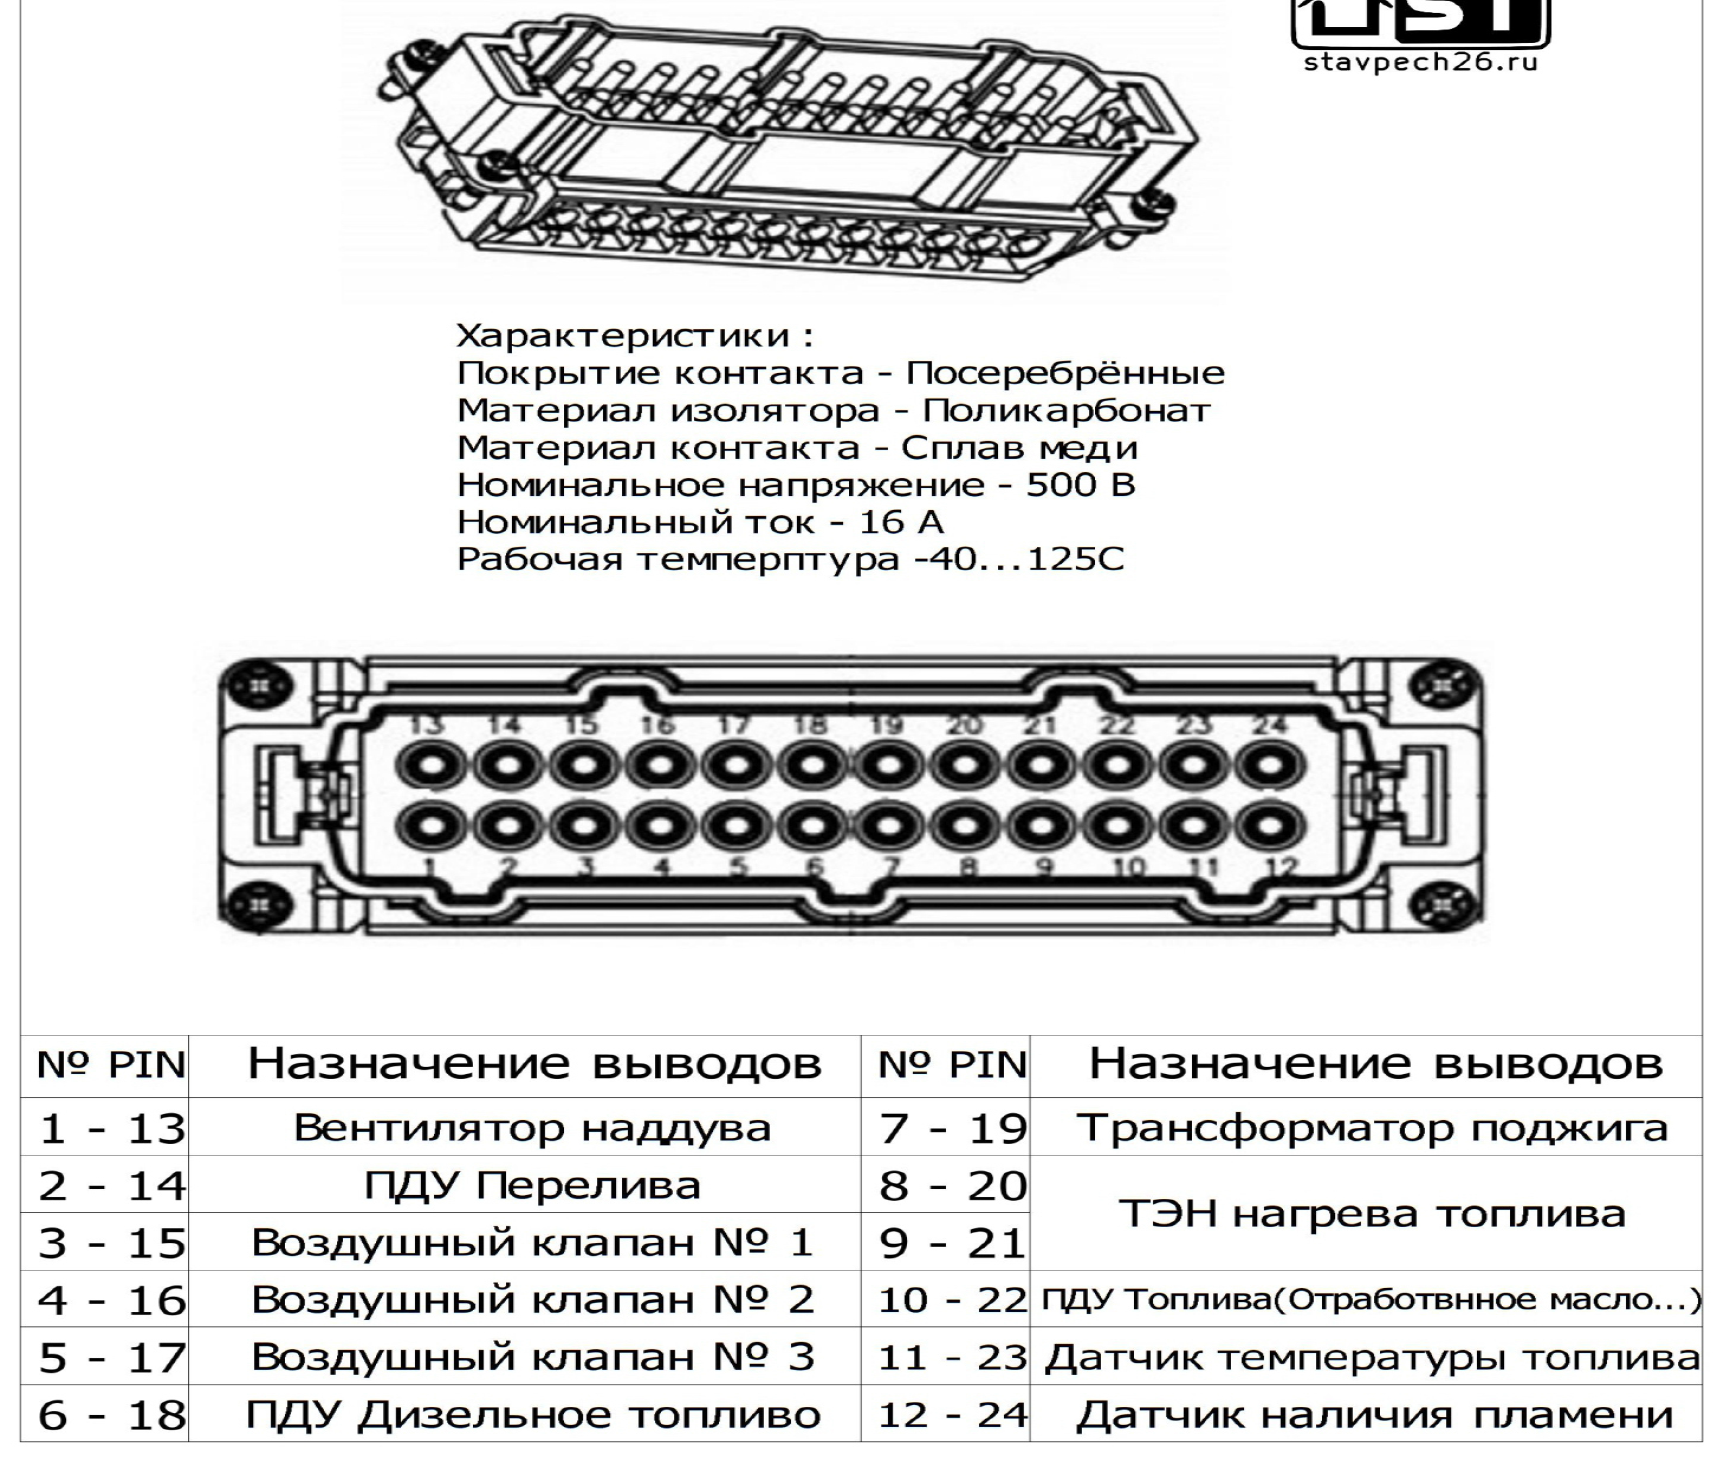 ST
stavpech26.ru
Характеристики :
Покрытие контакта - Посеребрённые
Материал изолятора - Поликарбонат
Материал контакта - Сплав меди
Номинальное напряжение - 500 В
Номинальный ток - 16 А
Рабочая темперптура -40...125С
13 14 15 16 17 18 19 20 21 22 23 24
1 2 3 4 5 6 7 8 9 10 11 12
№ PIN Назначение выводов № PIN Назначение выводов
1 - 13 Вентилятор наддува 7 - 19 Трансформатор поджига
2 - 14 ПДУ Перелива 8 - 20 ТЭН нагрева топлива
3 - 15 Воздушный клапан № 1 9 - 21
4 - 16 Воздушный клапан № 2 10 - 22 ПДУ Топлива(Отработвнное масло...)
5 - 17 Воздушный клапан № 3 11 - 23 Датчик температуры топлива
6 - 18 ПДУ Дизельное топливо 12 - 24 Датчик наличия пламени